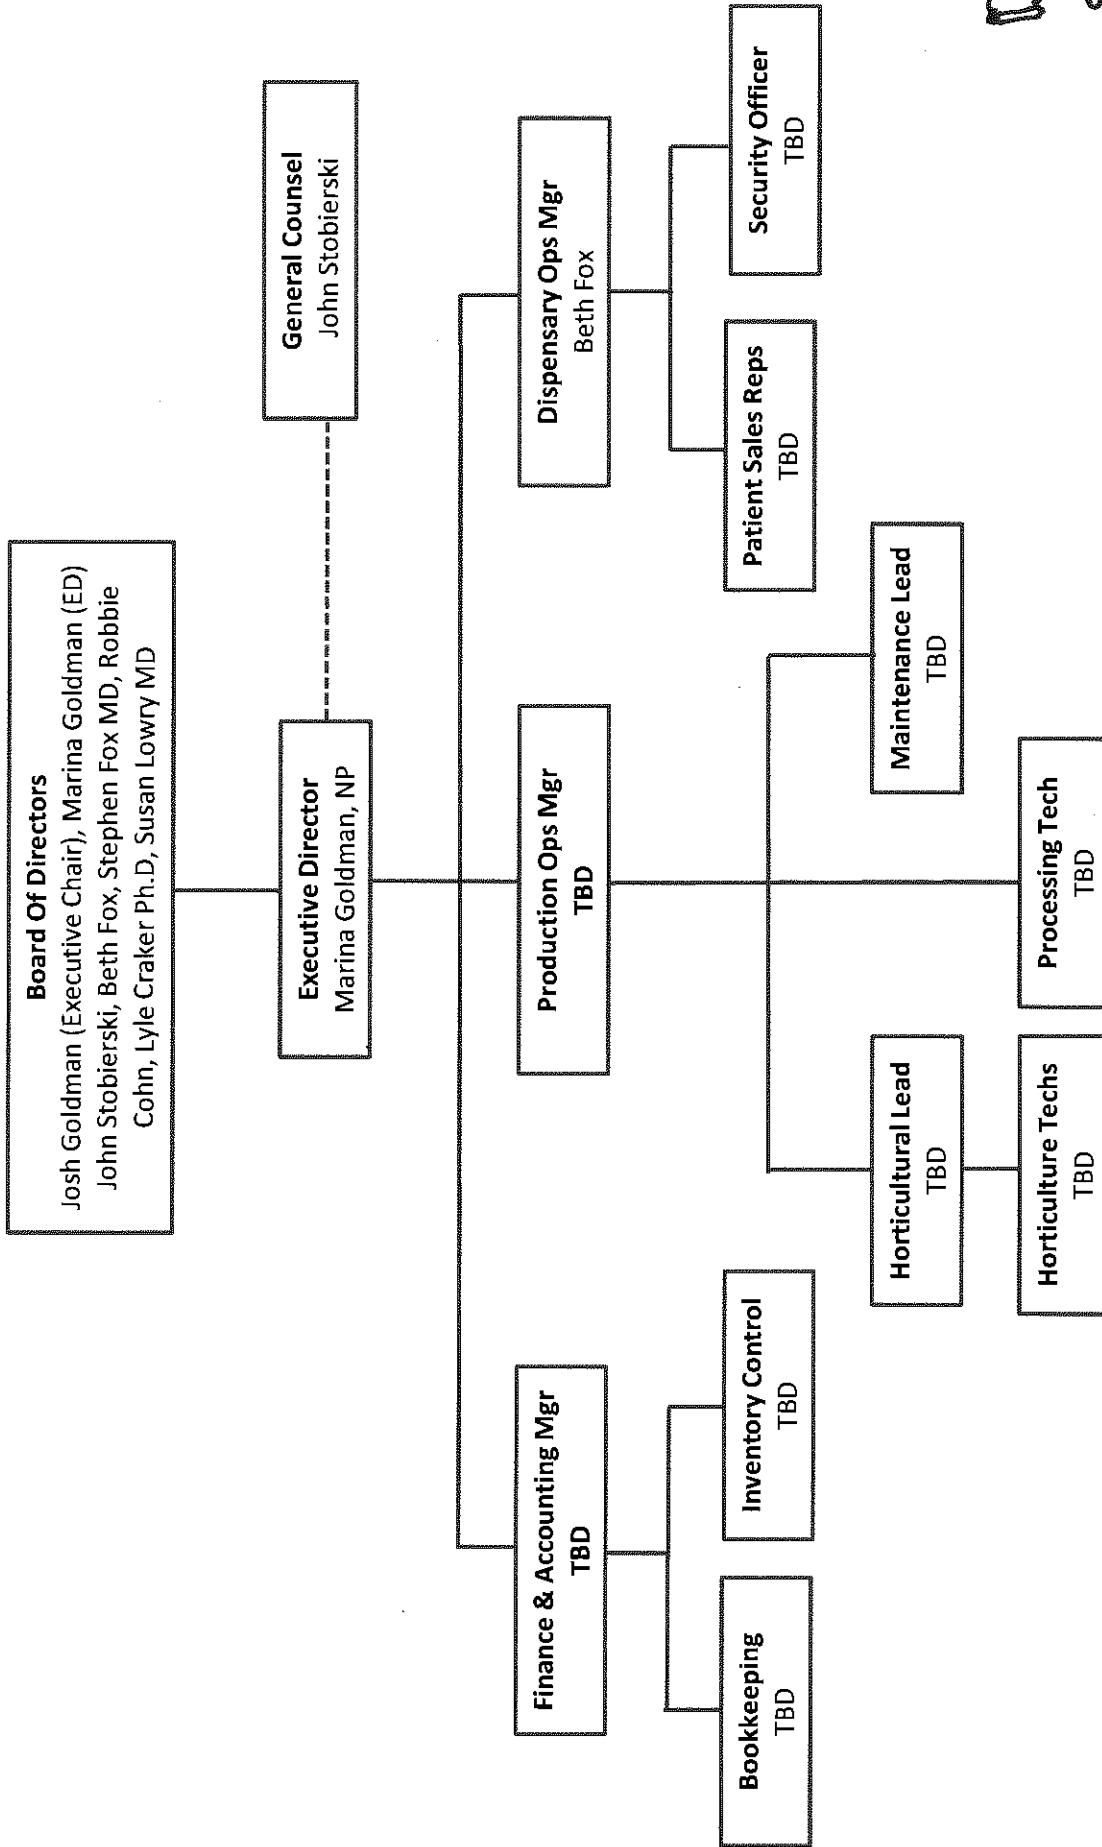 Board Of Directors
Josh Goldman (Executive Chair), Marina Goldman (ED)
John Stobierski, Beth Fox, Stephen Fox MD, Robbie
Cohn, Lyle Craker Ph.D, Susan Lowry MD
Executive Director
Marina Goldman, NP
General Counsel
John Stobierski
Finance & Accounting Mgr
TBD
Production Ops Mgr
TBD
Dispensary Ops Mgr
Beth Fox
Bookkeeping
TBD
Inventory Control
TBD
Patient Sales Reps
TBD
Security Officer
TBD
Horticultural Lead
TBD
Maintenance Lead
TBD
Horticulture Techs
TBD
Processing Tech
TBD